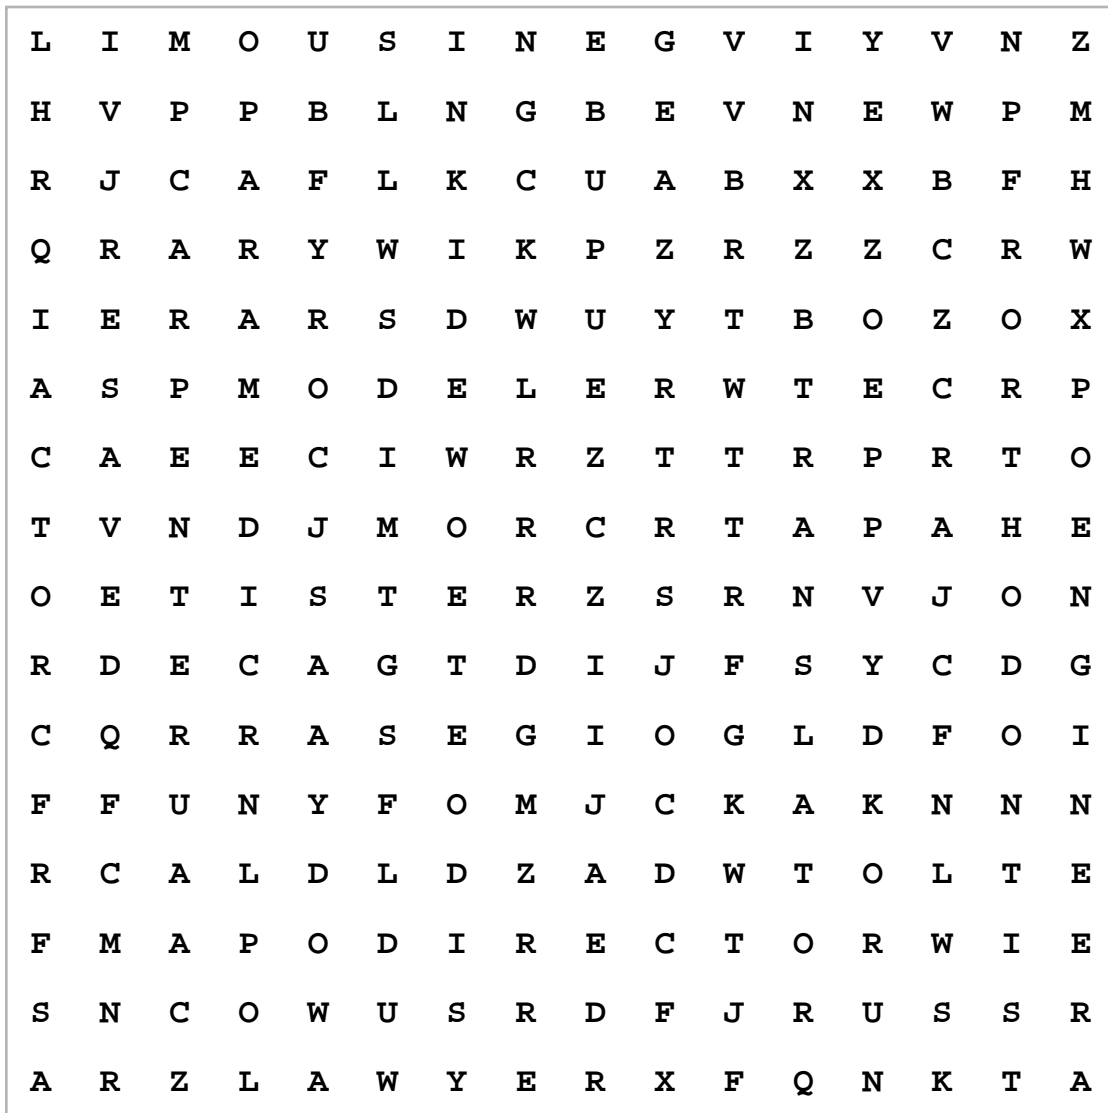 L I M O U S I N E G V I Y V N Z
H V P P B L N G B E V N E W P M
R J C A F L K C U A B X X B F H
Q R A R Y W I K P Z R Z Z C R W
I E R A R S D W U Y T B O Z O X
A S P M O D E L E R W T E C R P
C A E E C I W R Z T T R P R T O
T V N D J M O R C R T A P A H E
O E T I S T E R Z S R N V J O N
R D E C A G T D I J F S Y C D G
C Q R R A S E G I O G L D F O I
F F U N Y F O M J C K A K N N N
R C A L D L D Z A D W T O L T E
F M A P O D I R E C T O R W I E
S N C O W U S R D F J R U S S R
A R Z L A W Y E R X F Q N K T A